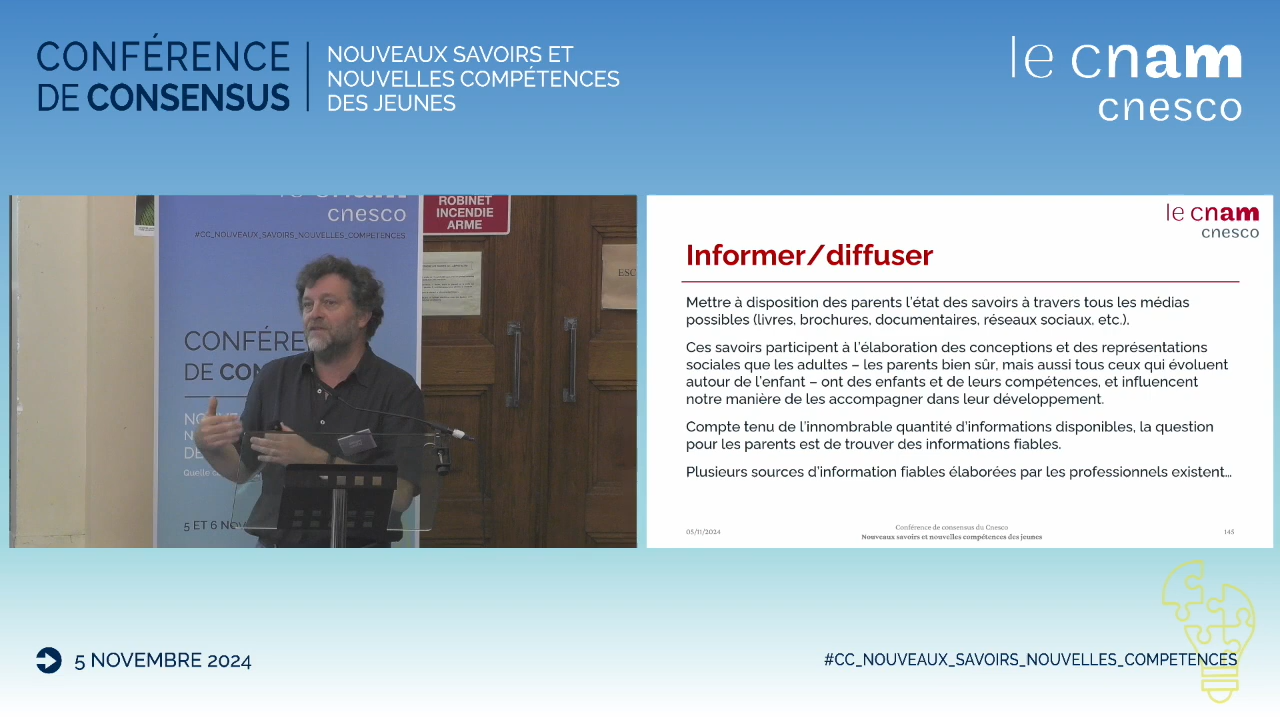 CONFÉRENCE
DE CONSENSUS
NOUVEAUX SAVOIRS ET
NOUVELLES COMPÉTENCES
DES JEUNES
le cnam
cnesco
cnesco
#CC_NOUVEAUX_SAVOIRS_NOUVELLES_COMPETENCES
ROBINET
INCENDIE
ARME
ESC
CONFÉRE
DE CON
5 ET 6 NOV
le cnam
cnesco
Informer/diffuser
Mettre à disposition des parents l'état des savoirs à travers tous les médias
possibles (livres, brochures, documentaires, réseaux sociaux, etc.).
Ces savoirs participent à l'élaboration des conceptions et des représentations
sociales que les adultes – les parents bien sûr, mais aussi tous ceux qui évoluent
autour de l'enfant – ont des enfants et de leurs compétences, et influencent
notre manière de les accompagner dans leur développement.
Compte tenu de l'innombrable quantité d'informations disponibles, la question
pour les parents est de trouver des informations fiables.
Plusieurs sources d'information fiables élaborées par les professionnels existent…
05/11/2024
Conférence de consensus du Cnesco
Nouveaux savoirs et nouvelles compétences des jeunes
145
5 NOVEMBRE 2024
#CC_NOUVEAUX_SAVOIRS_NOUVELLES_COMPETENCES